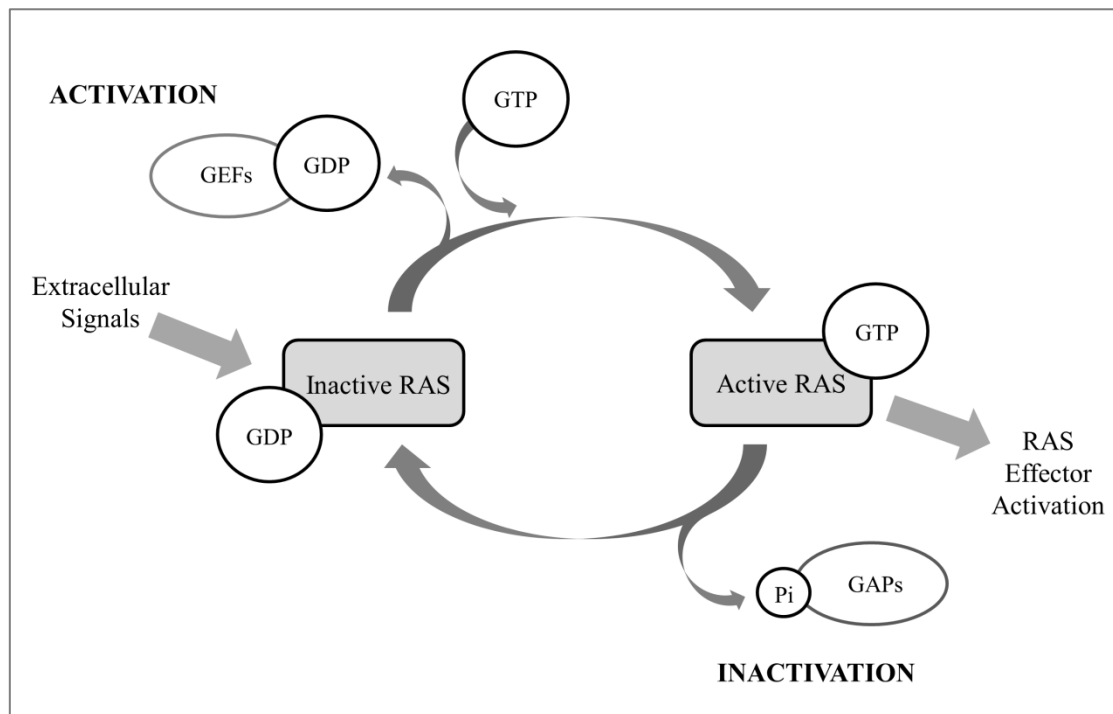 ACTIVATION
GTP
GEFs
GDP
Extracellular
Signals
Inactive RAS
GDP
Active RAS
GTP
RAS
Effector
Activation
Pi
GAPs
INACTIVATION